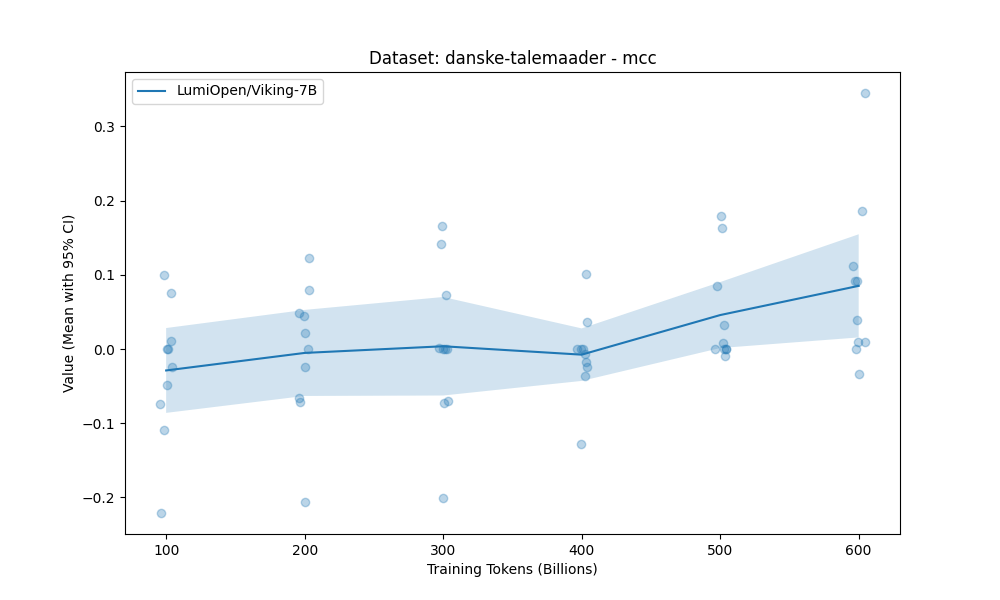 Dataset: danske-talemaader - mcc
LumiOpen/Viking-7B
0.3
0.2
0.1
0.0
−0.1
−0.2
Value (Mean with 95% CI)
100 200 300 400 500 600
Training Tokens (Billions)